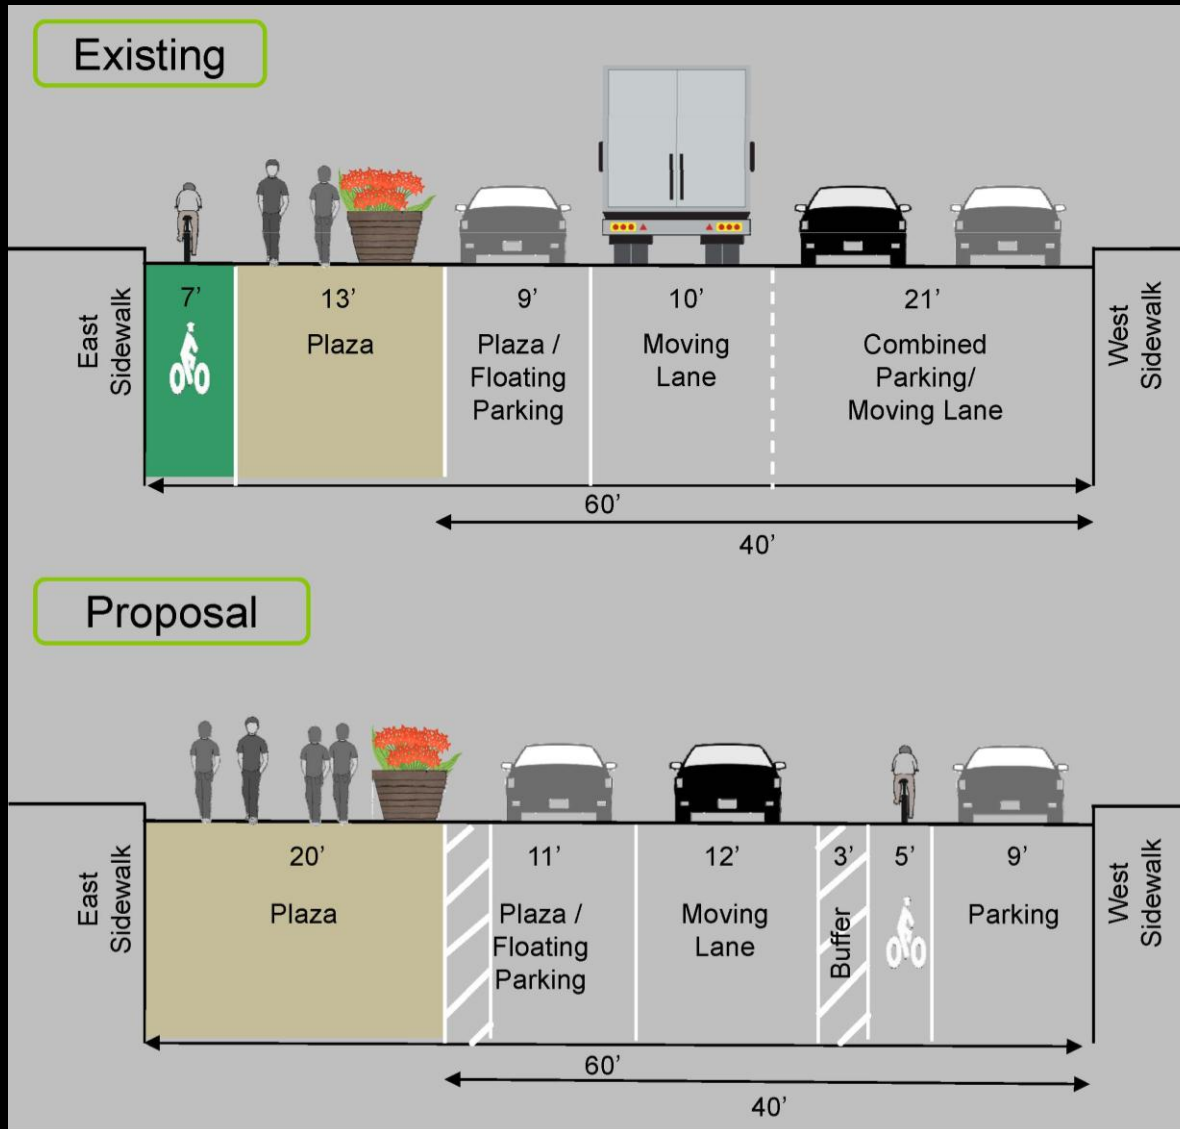 Existing
East
Sidewalk
7’
13’
Plaza
9’
Plaza /
Floating
Parking
10’
Moving
Lane
21’
Combined
Parking/
Moving Lane
West
Sidewalk
60’
40’
Proposal
East
Sidewalk
20’
Plaza
11’
Plaza /
Floating
Parking
12’
Moving
Lane
3’
Buffer
5’
9’
Parking
West
Sidewalk
60’
40’